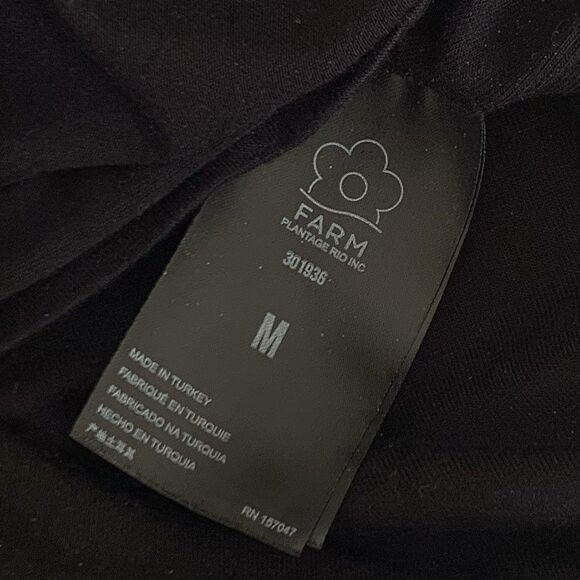 FARM
PLANTAGE RIO INC
301936
M
MADE IN TURKEY
FABRIQUÉ EN TURQUIE
FABRICADO NA TURQUIA
HECHO EN TURQUIA
产地土耳其
RN 157047